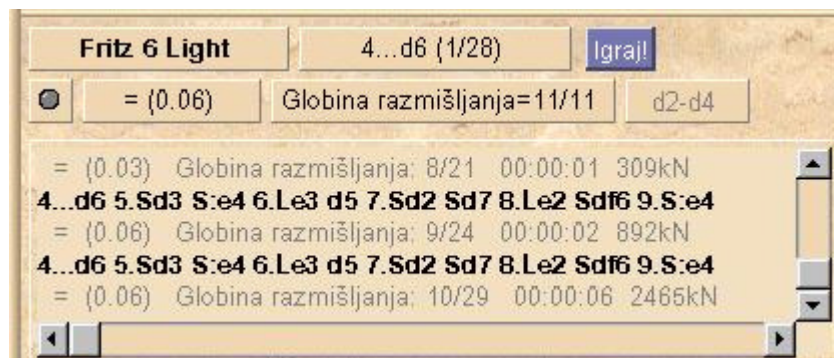 Fritz 6 Light 4...d6 (1/28) Igraj!
= (0.06) Globina razmišljanja=11/11 d2-d4
= (0.03) Globina razmišljanja: 8/21 00:00:01 309kN
4...d6 5.Sd3 S:e4 6.Le3 d5 7.Sd2 Sd7 8.Le2 Sdf6 9.S:e4
= (0.06) Globina razmišljanja: 9/24 00:00:02 892kN
4...d6 5.Sd3 S:e4 6.Le3 d5 7.Sd2 Sd7 8.Le2 Sdf6 9.S:e4
= (0.06) Globina razmišljanja: 10/29 00:00:06 2465kN